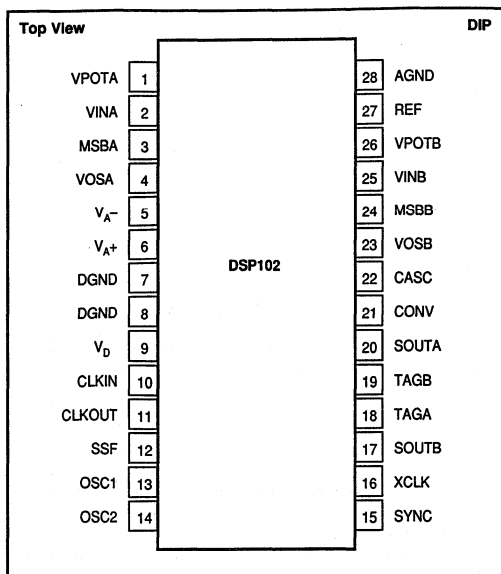 Top View DIP
VPOTA 1 28 AGND
VINA 2 27 REF
MSBA 3 26 VPOTB
VOSA 4 25 VINB
VA– 5 24 MSBB
VA+ 6 23 VOSB
DGND 7 DSP102 22 CASC
DGND 8 21 CONV
VD 9 20 SOUTA
CLKIN 10 19 TAGB
CLKOUT 11 18 TAGA
SSF 12 17 SOUTB
OSC1 13 16 XCLK
OSC2 14 15 SYNC